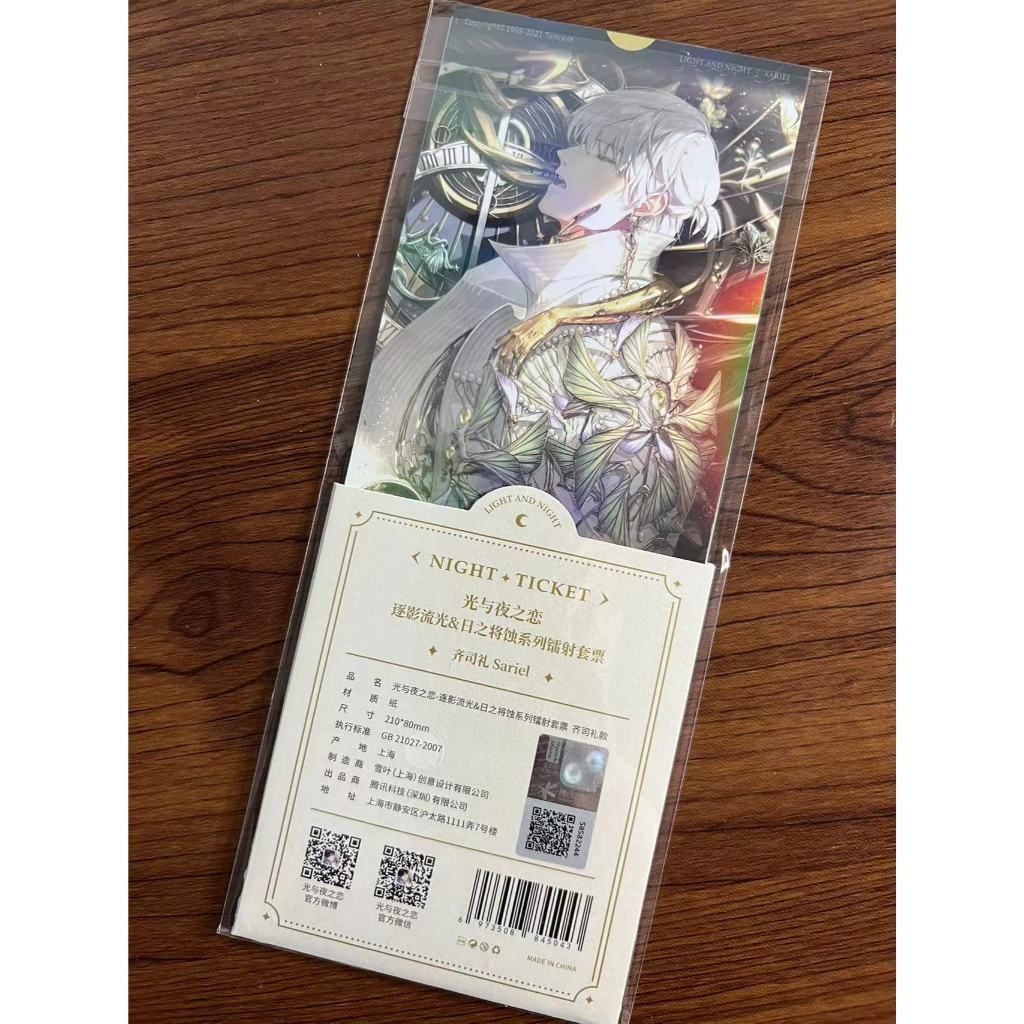 Copyright© 1998-2021 Tencent
LIGHT AND NIGHT | SARIEL
LIGHT AND NIGHT
NIGHT TICKET
光与夜之恋
逐影流光&日之将蚀系列镭射套票
齐司礼 Sariel
品 名 光与夜之恋-逐影流光&日之将蚀系列镭射套票 齐司礼款
材 质 纸
尺 寸 210*80mm
执行标准 GB 21027-2007
产 地 上海
制 造 商 雪叶(上海)创意设计有限公司
出 品 商 腾讯科技(深圳)有限公司
地 址 上海市静安区沪太路1111弄7号楼
58582244
光与夜之恋
官方微博
光与夜之恋
官方微信
6 973508 845043
MADE IN CHINA